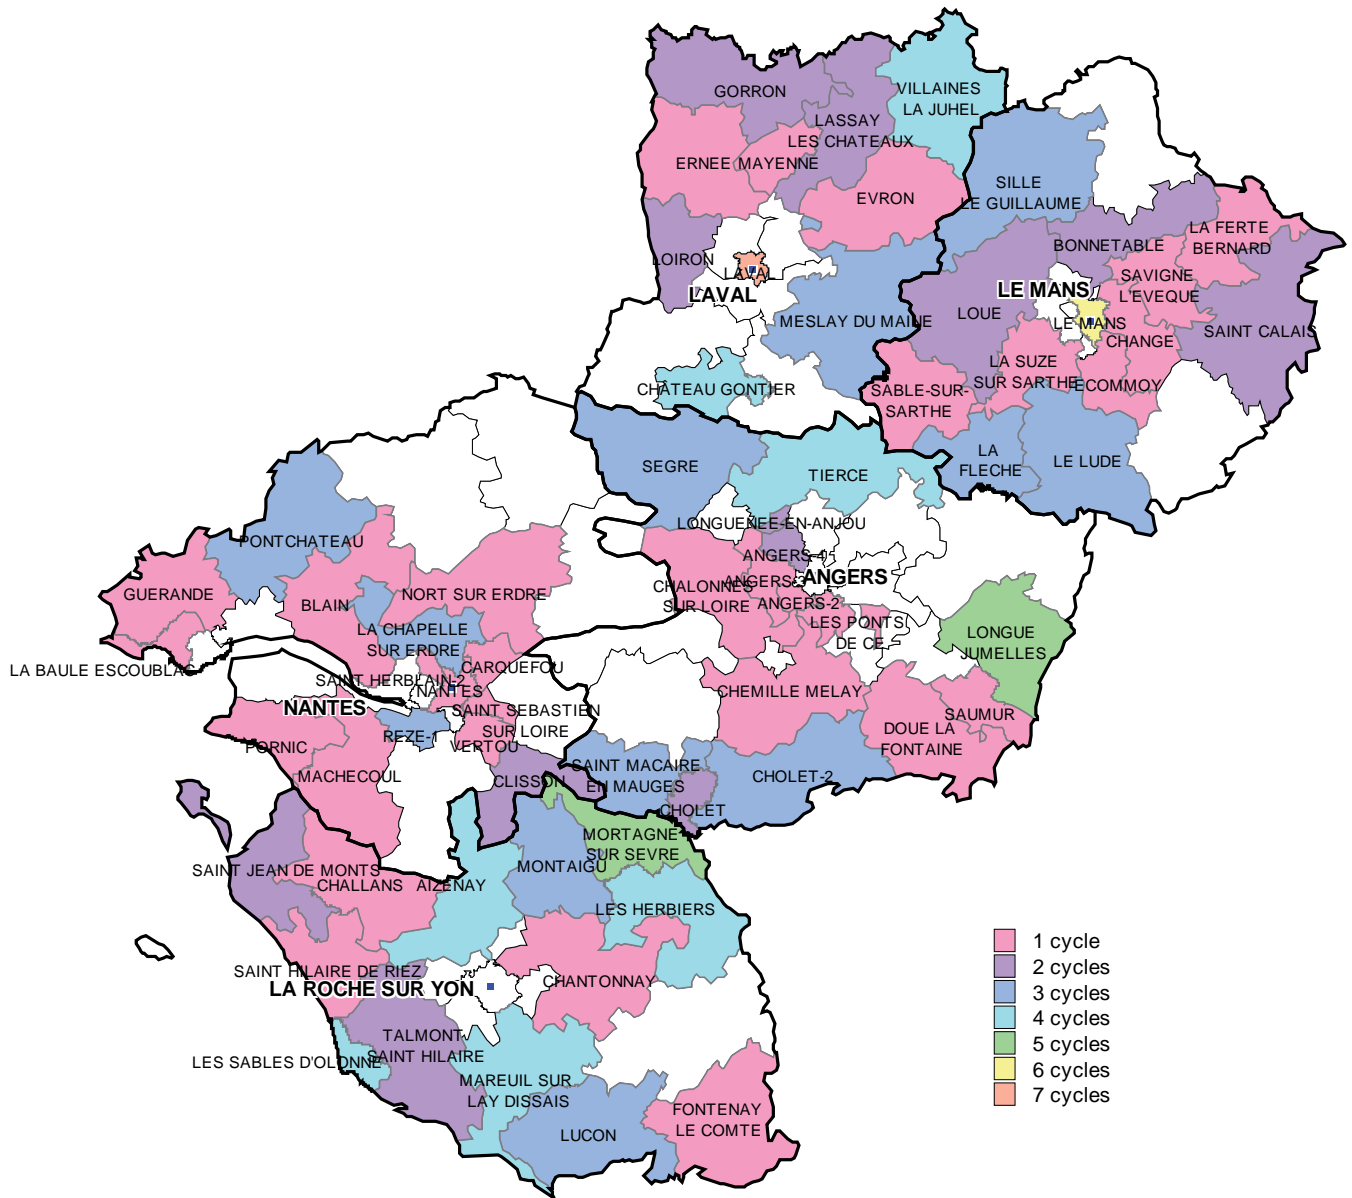 GORRON
VILLAINES
LA JUHEL
LASSAY
LES CHATEAUX
ERNEE
MAYENNE
EVRON
SILLE
LE GUILLAUME
LA FERTE
BERNARD
BONNETABLE
LOIRON
LAVAL
LAVAL
SAVIGNE
L'EVEQUE
LE MANS
LE MANS
LOUE
MESLAY DU MAINE
SAINT CALAIS
CHANGE
LA SUZE
SUR SARTHE
ECOMMOY
CHATEAU GONTIER
SABLE-SUR-
SARTHE
LA
FLECHE
LE LUDE
SEGRE
TIERCE
LONGUENEE-EN-ANJOU
PONTCHATEAU
ANGERS-4
ANGERS
ANGERS-3
CHALONNES
SUR LOIRE
ANGERS-2
GUERANDE
BLAIN
NORT SUR ERDRE
LA CHAPELLE
SUR ERDRE
LES PONTS
DE CE
LONGUE
JUMELLES
LA BAULE ESCOUBLAC
CARQUEFOU
SAINT HERBLAIN-2
NANTES
NANTES
CHEMILLE MELAY
SAINT SEBASTIEN
SUR LOIRE
SAUMUR
DOUE LA
FONTAINE
REZE-1
VERTOU
PORNIC
MACHECOUL
CLISSON
SAINT MACAIRE
EN MAUGES
CHOLET-2
CHOLET
MORTAGNE
SUR SEVRE
MONTAIGU
SAINT JEAN DE MONTS
CHALLANS
AIZENAY
LES HERBIERS
SAINT HILAIRE DE RIEZ
LA ROCHE SUR YON
CHANTONNAY
TALMONT
SAINT HILAIRE
LES SABLES D'OLONNE
MAREUIL SUR
LAY DISSAIS
LUCON
FONTENAY
LE COMTE
1 cycle
2 cycles
3 cycles
4 cycles
5 cycles
6 cycles
7 cycles